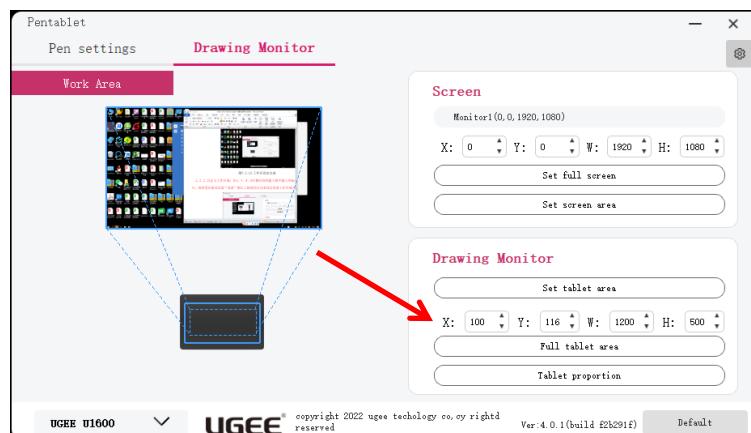 Pentablet
Pen settings
Drawing Monitor
Work Area
Screen
Monitor1(0,0,1920,1080)
X: 0 Y: 0 W: 1920 H: 1080
Set full screen
Set screen area
Drawing Monitor
Set tablet area
X: 100 Y: 116 W: 1200 H: 500
Full tablet area
Tablet proportion
UGEE U1600
UGEE®
copyright 2022 ugee techology co,oy rightd
reserved
Ver:4.0.1(build f2b291f)
Default